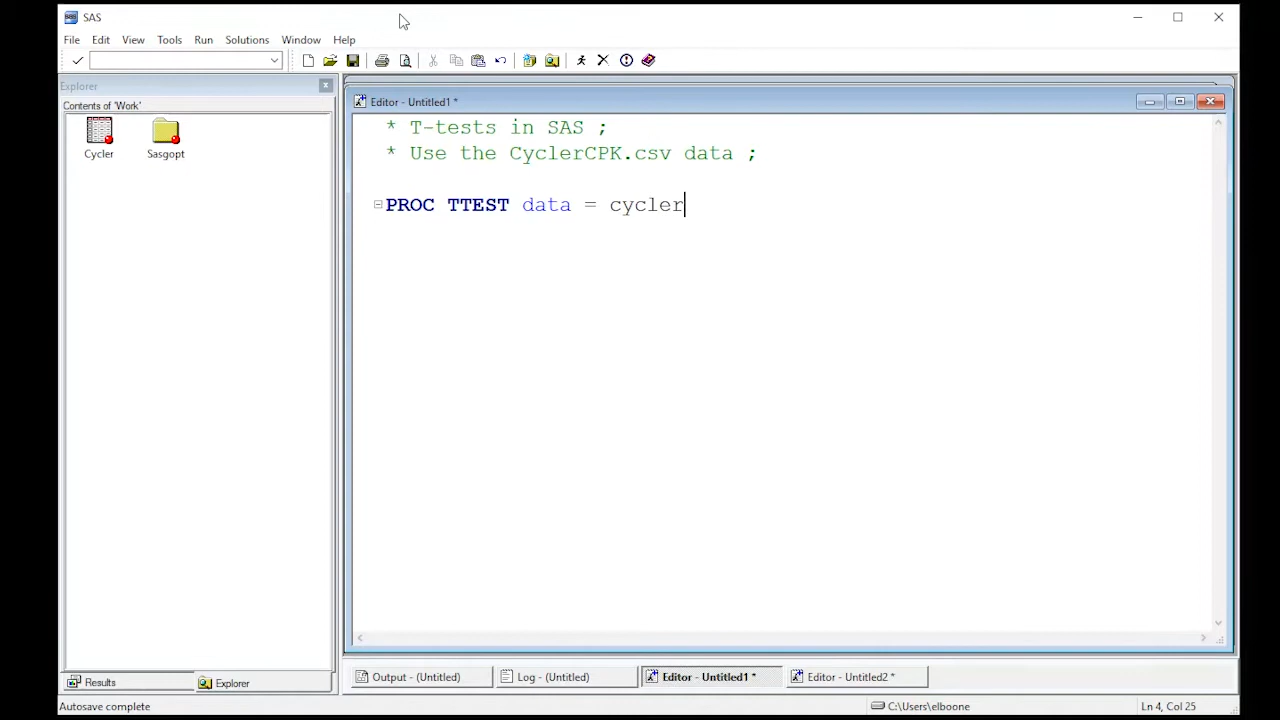 SAS
File Edit View Tools Run Solutions Window Help
Explorer
Contents of 'Work'
Cycler Sasgopt
Editor - Untitled1 *
* T-tests in SAS ;
* Use the CyclerCPK.csv data ;
PROC TTEST data = cycler
Results Explorer
Output - (Untitled) Log - (Untitled) Editor - Untitled1 * Editor - Untitled2 *
Autosave complete C:\Users\elboone Ln 4, Col 25